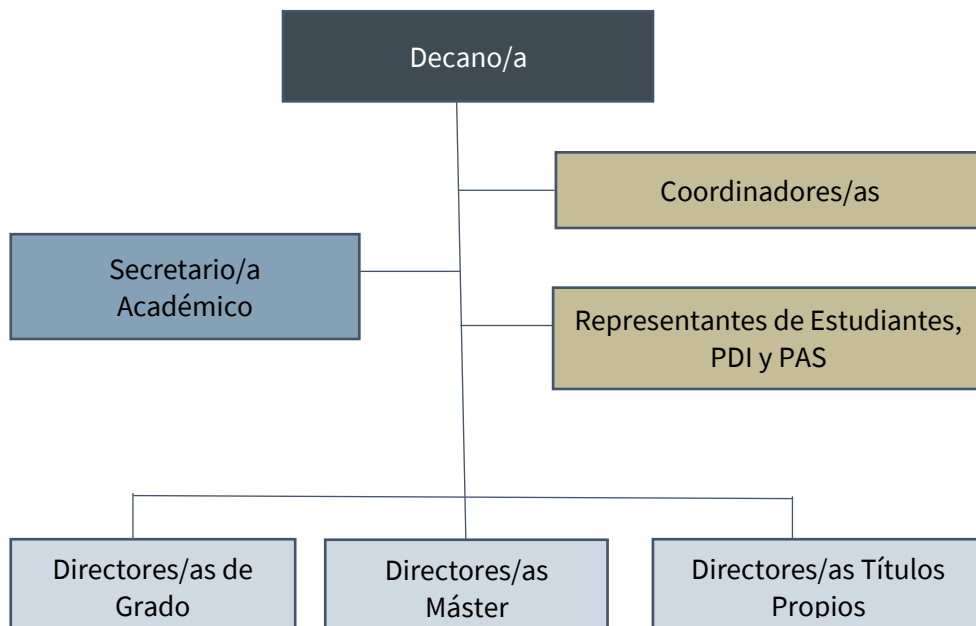 Decano/a
Coordinadores/as
Secretario/a
Académico
Representantes de Estudiantes,
PDI y PAS
Directores/as de
Grado
Directores/as
Máster
Directores/as Títulos
Propios